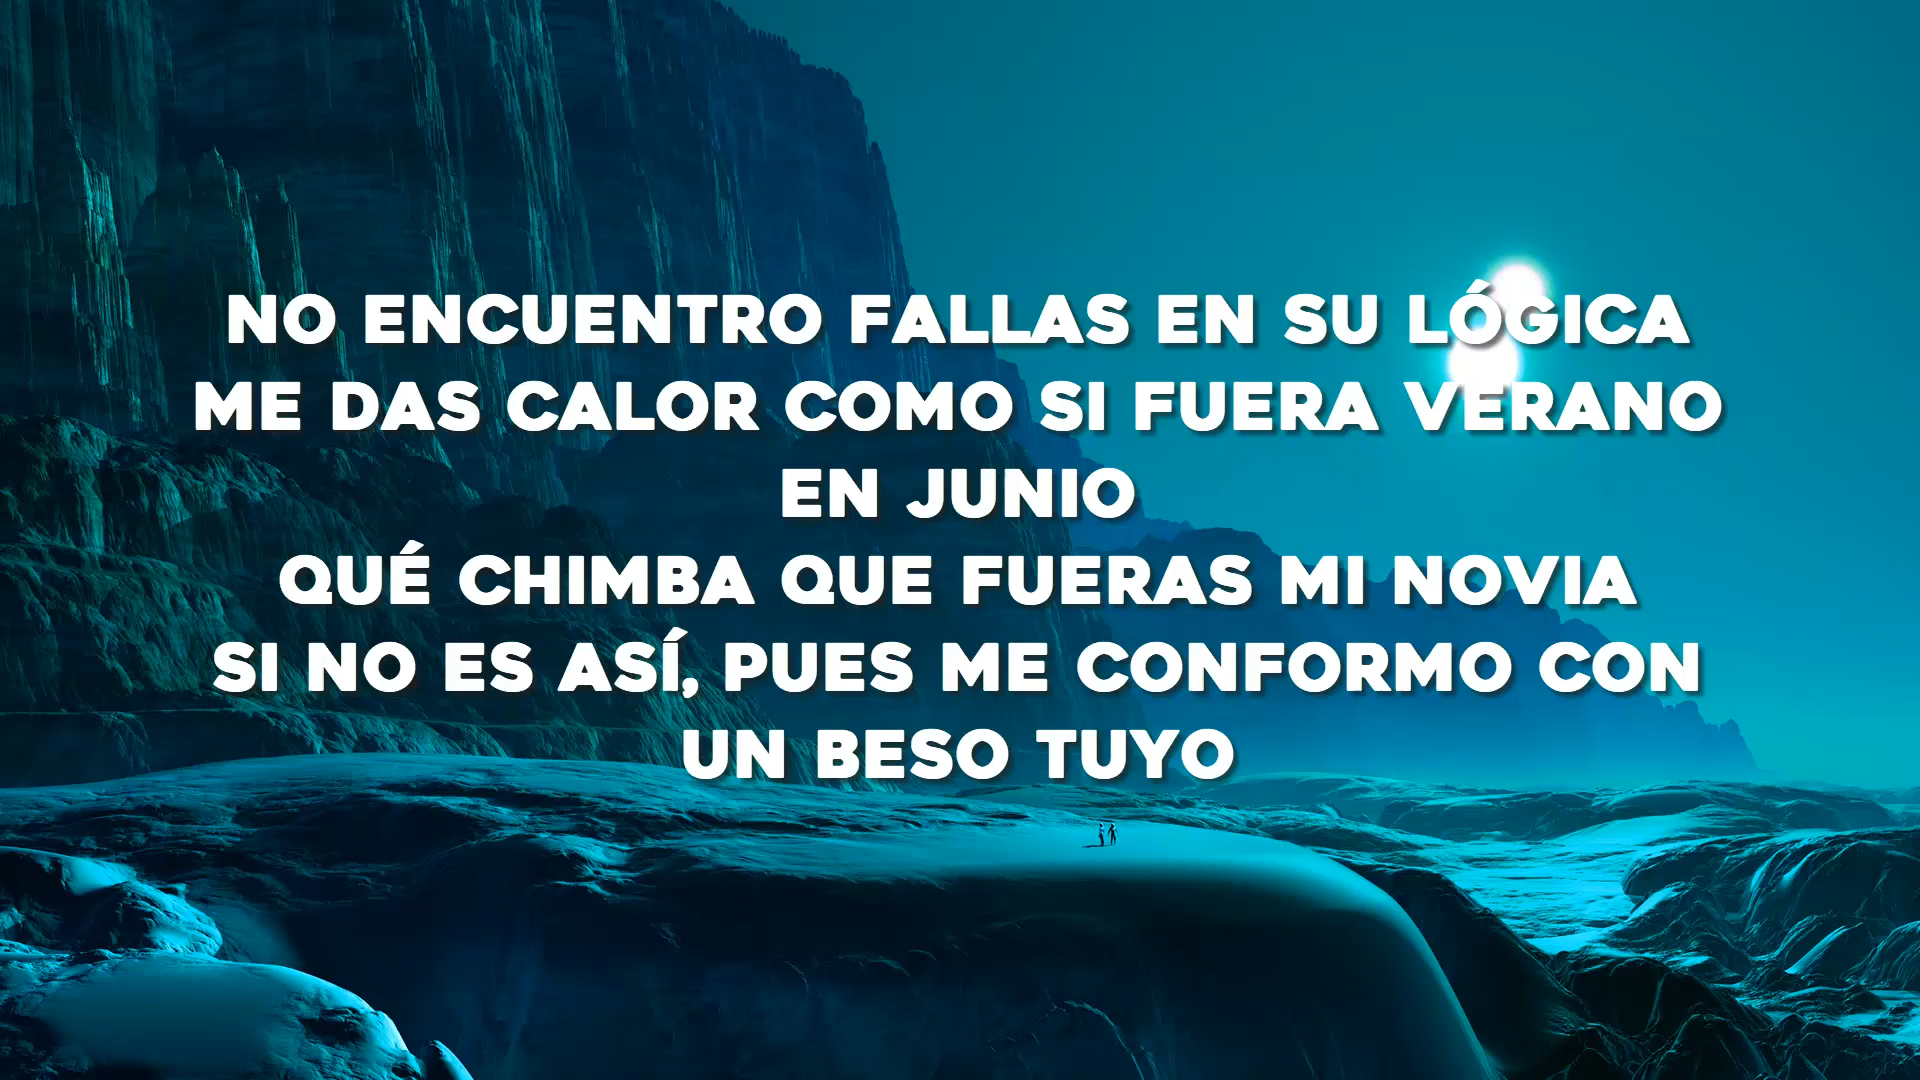 NO ENCUENTRO FALLAS EN SU LÓGICA
ME DAS CALOR COMO SI FUERA VERANO
EN JUNIO
QUÉ CHIMBA QUE FUERAS MI NOVIA
SI NO ES ASÍ, PUES ME CONFORMO CON
UN BESO TUYO